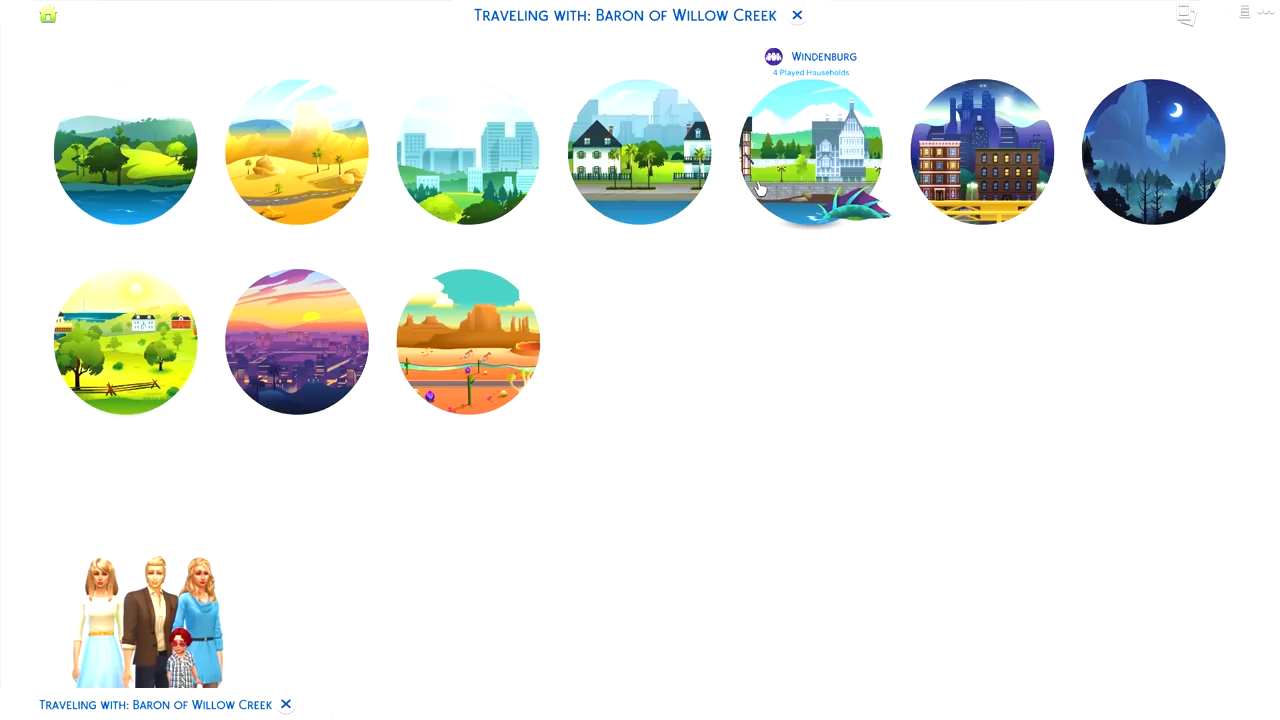 Traveling with: Baron of Willow Creek
Windenburg
4 Played Households
Traveling with: Baron of Willow Creek